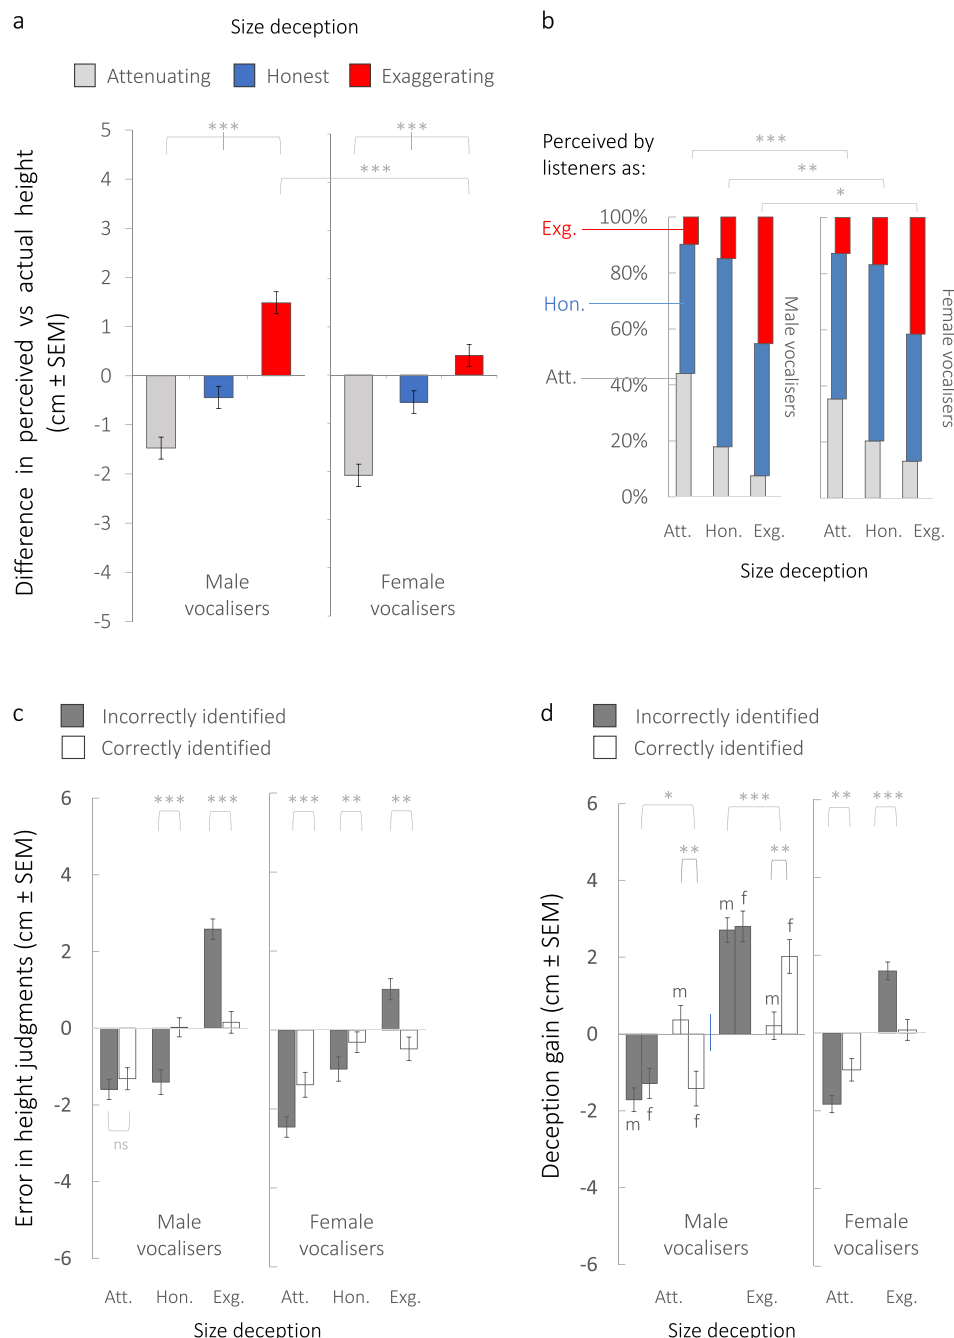 a
Size deception
Attenuating
Honest
Exaggerating
Difference in perceived vs actual height
(cm ± SEM)
5
4
3
2
1
0
-1
-2
-3
-4
-5
***
***
***
Male
vocalisers
Female
vocalisers
b
Perceived by
listeners as:
***
**
*
Exg.
Hon.
Att.
100%
80%
60%
40%
20%
0%
Male vocalisers
Female vocalisers
Att. Hon. Exg.
Att. Hon. Exg.
Size deception
c
Incorrectly identified
Correctly identified
Error in height judgments (cm ± SEM)
6
4
2
0
-2
-4
-6
*** ***
*** ** **
ns
Male
vocalisers
Female
vocalisers
Att. Hon. Exg. Att. Hon. Exg.
Size deception
d
Incorrectly identified
Correctly identified
Deception gain (cm ± SEM)
6
4
2
0
-2
-4
-6
* *** ** ***
** **
m f f
m m
m f f
Male
vocalisers
Female
vocalisers
Att. Exg. Att. Exg.
Size deception